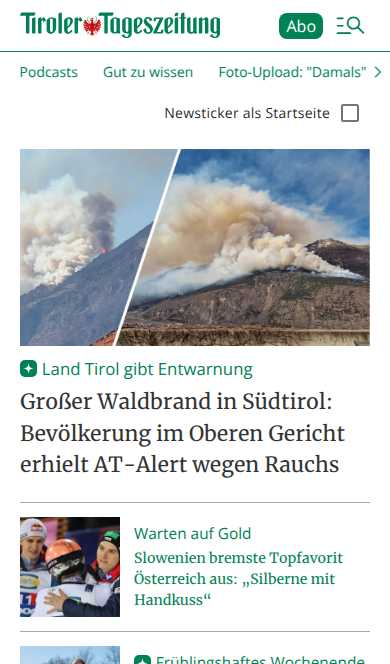 Tiroler Tageszeitung
Abo
Podcasts Gut zu wissen Foto-Upload: "Damals"
Newsticker als Startseite
Land Tirol gibt Entwarnung
Großer Waldbrand in Südtirol:
Bevölkerung im Oberen Gericht
erhielt AT-Alert wegen Rauchs
Warten auf Gold
Slowenien bremste Topfavorit
Österreich aus: „Silberne mit
Handkuss“
Frühlingshaftes Wochenende